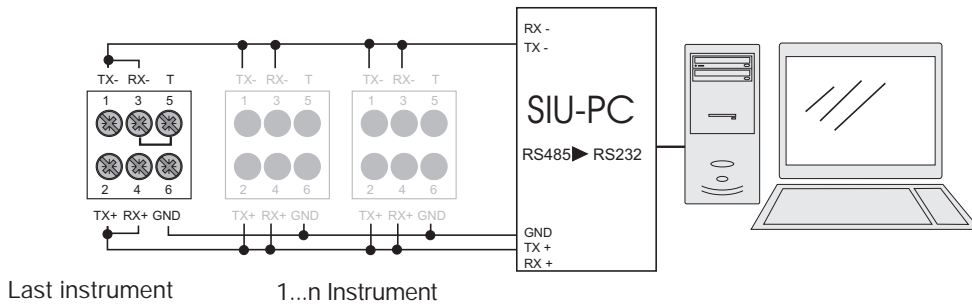 RX -
TX -
TX- RX- T
1 3 5
2 4 6
TX+ RX+ GND
TX- RX- T
1 3 5
2 4 6
TX+ RX+ GND
TX- RX- T
1 3 5
2 4 6
TX+ RX+ GND
SIU-PC
RS485 ▶ RS232
GND
TX +
RX +
Last instrument
1...n Instrument